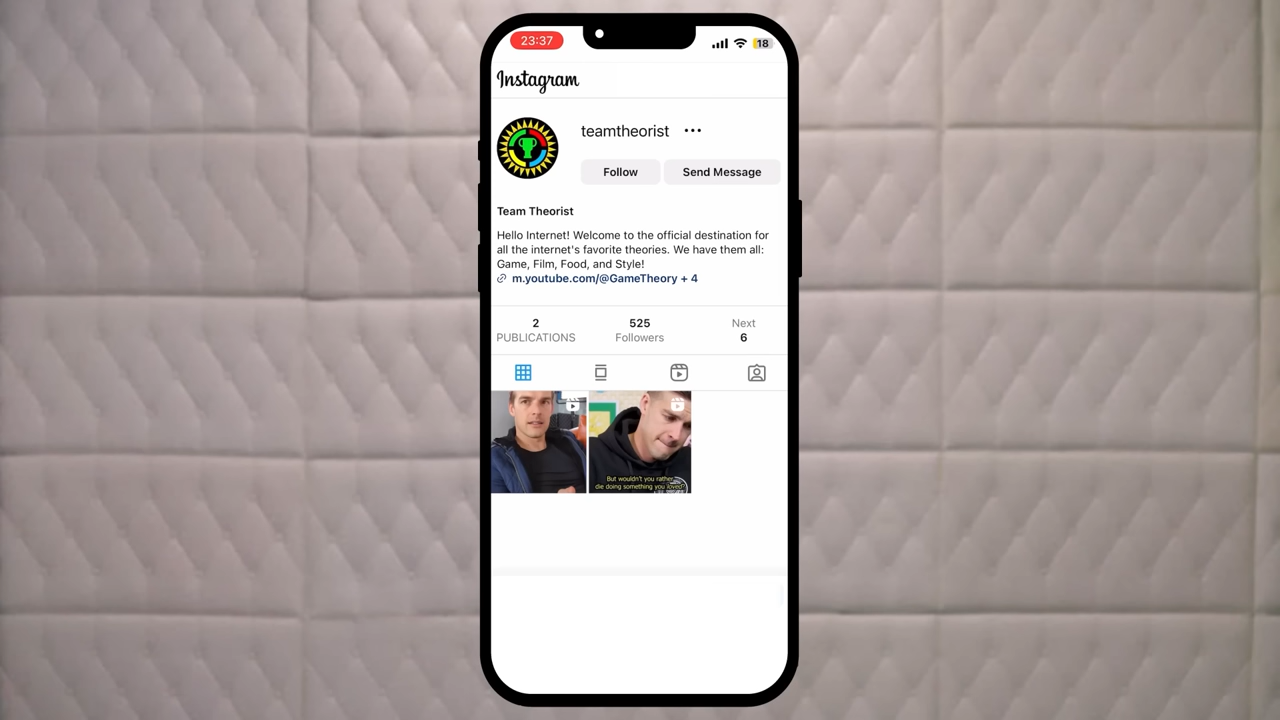 23:37
18
Instagram
teamtheorist
Follow
Send Message
Team Theorist
Hello Internet! Welcome to the official destination for
all the internet's favorite theories. We have them all:
Game, Film, Food, and Style!
m.youtube.com/@GameTheory + 4
2
PUBLICATIONS
525
Followers
Next
6
But wouldn't you rather
die doing something you loved?